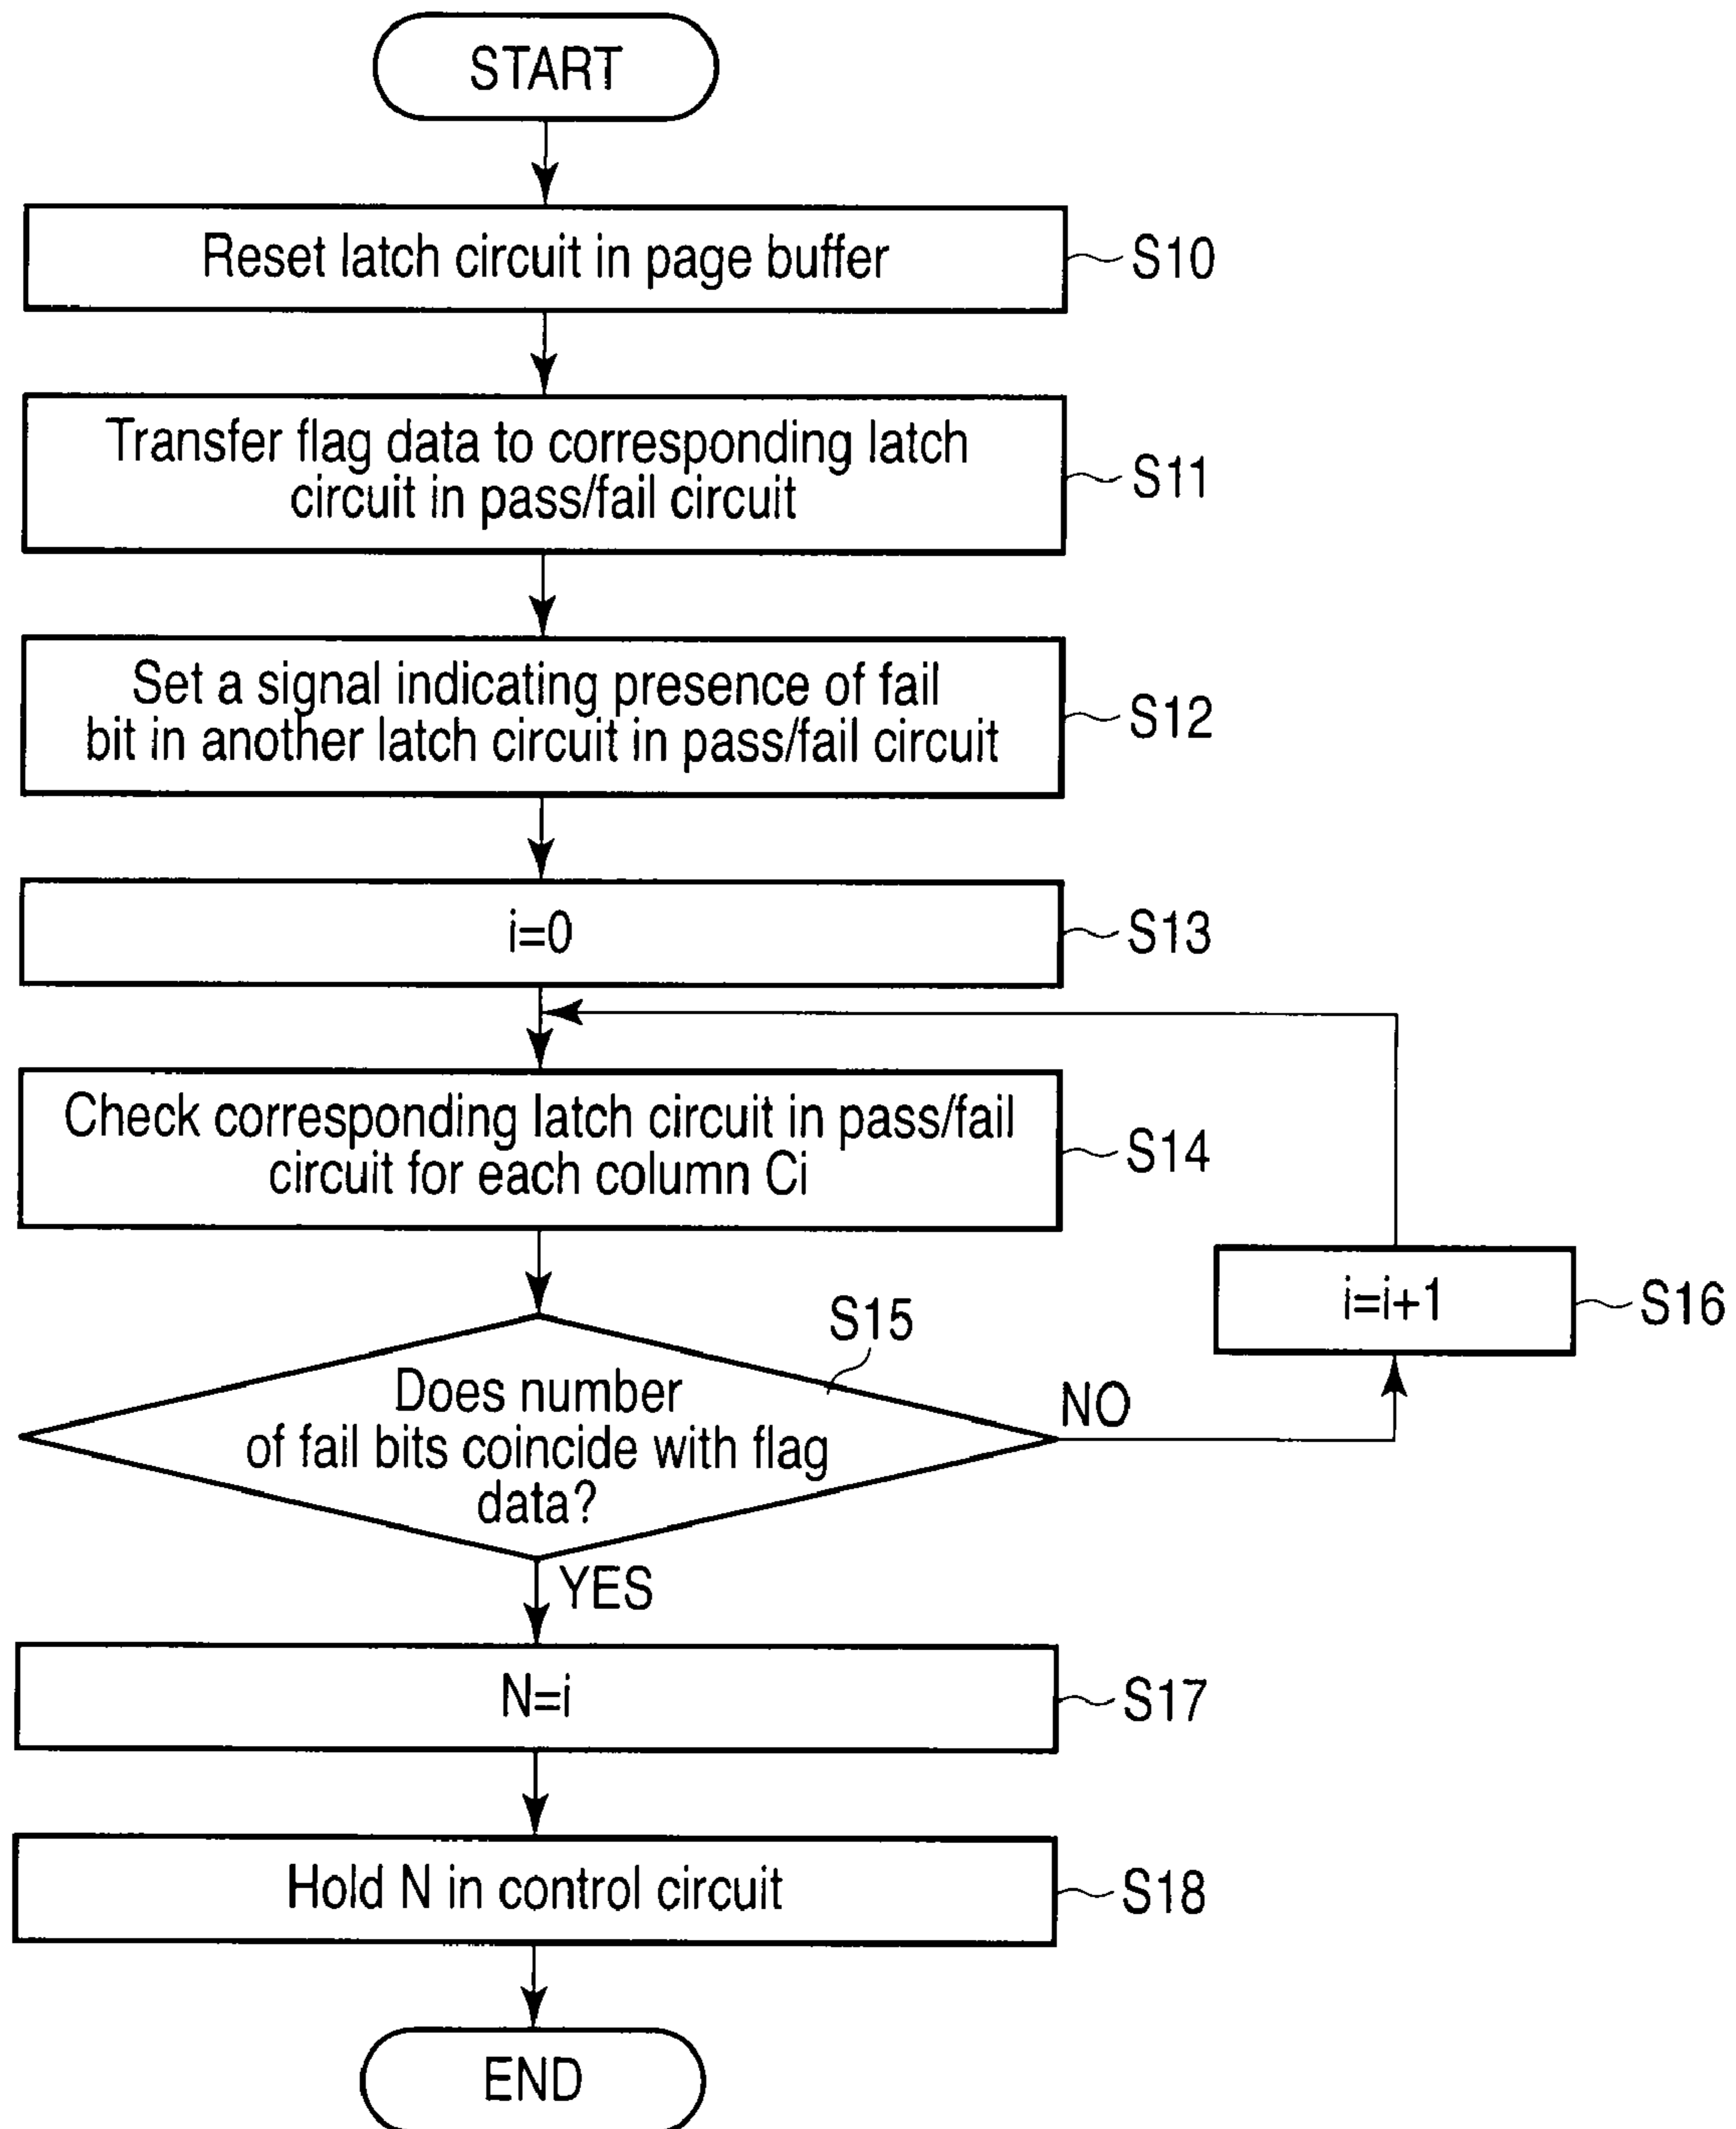 START
Reset latch circuit in page buffer
S10
Transfer flag data to corresponding latch
circuit in pass/fail circuit
S11
Set a signal indicating presence of fail
bit in another latch circuit in pass/fail circuit
S12
i=0
S13
Check corresponding latch circuit in pass/fail
circuit for each column Ci
S14
i=i+1
S16
S15
Does number
of fail bits coincide with flag
data?
NO
YES
N=i
S17
Hold N in control circuit
S18
END